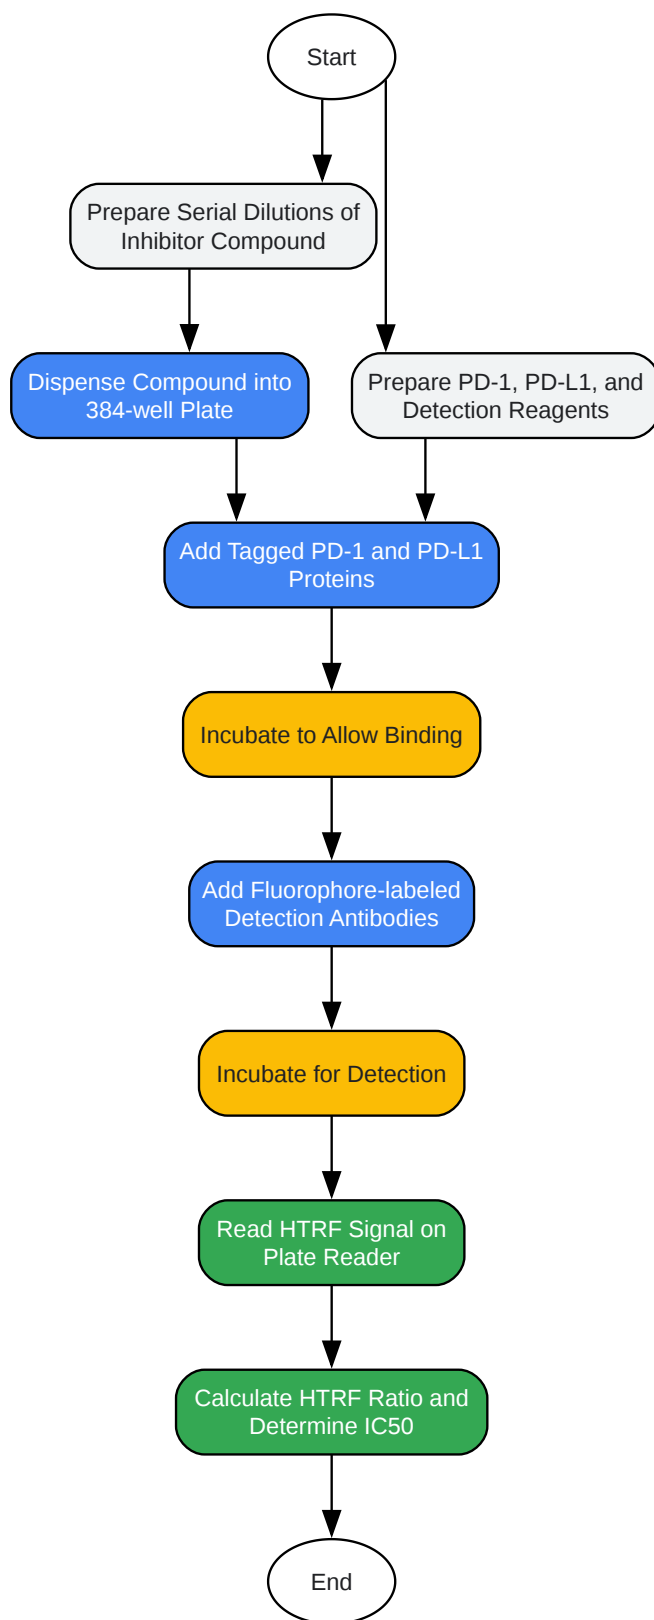 Start
Prepare Serial Dilutions of
Inhibitor Compound
Dispense Compound into
384-well Plate
Prepare PD-1, PD-L1, and
Detection Reagents
Add Tagged PD-1 and PD-L1
Proteins
Incubate to Allow Binding
Add Fluorophore-labeled
Detection Antibodies
Incubate for Detection
Read HTRF Signal on
Plate Reader
Calculate HTRF Ratio and
Determine IC50
End